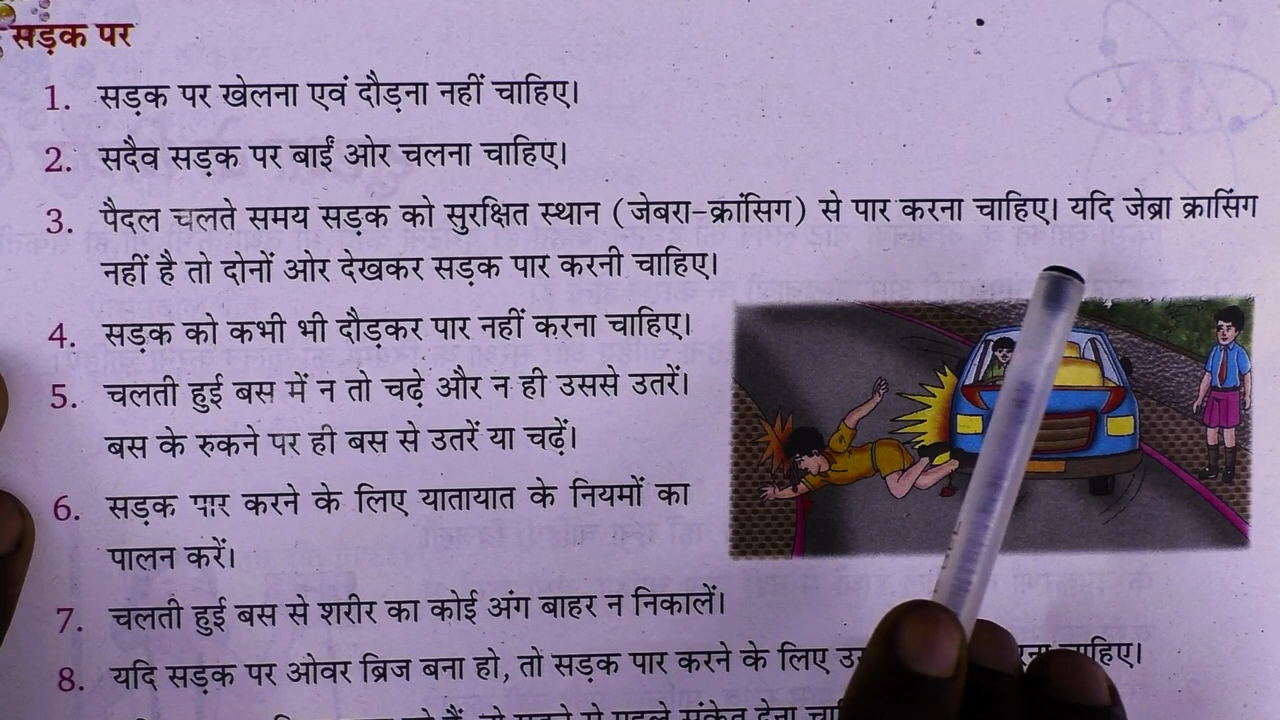 सड़क पर
1. सड़क पर खेलना एवं दौड़ना नहीं चाहिए।
2. सदैव सड़क पर बाईं ओर चलना चाहिए।
3. पैदल चलते समय सड़क को सुरक्षित स्थान (जेबरा-क्रांसिग) से पार करना चाहिए। यदि जेब्रा क्रासिंग
नहीं है तो दोनों ओर देखकर सड़क पार करनी चाहिए।
4. सड़क को कभी भी दौड़कर पार नहीं करना चाहिए।
5. चलती हुई बस में न तो चढ़े और न ही उससे उतरें।
बस के रुकने पर ही बस से उतरें या चढ़ें।
6. सड़क पार करने के लिए यातायात के नियमों का
पालन करें।
7. चलती हुई बस से शरीर का कोई अंग बाहर न निकालें।
8. यदि सड़क पर ओवर ब्रिज बना हो, तो सड़क पार करने के लिए चाहिए।
पहले संकेत देना